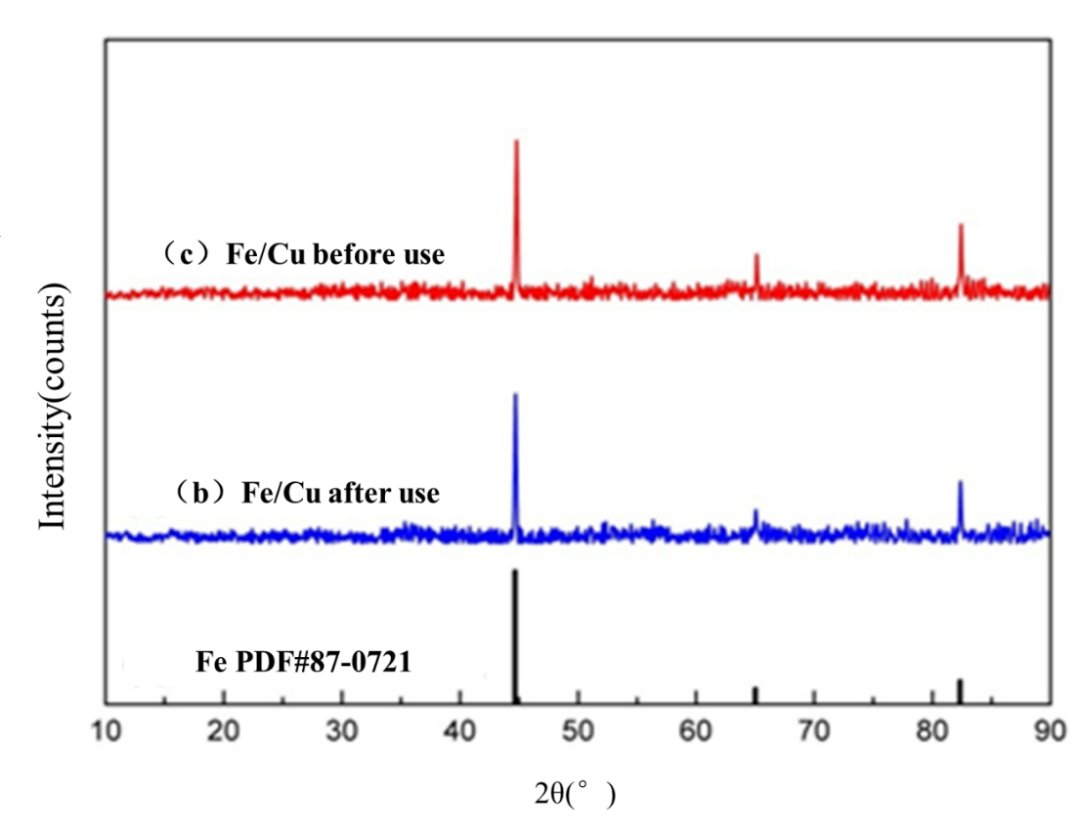 （c）Fe/Cu before use
（b）Fe/Cu after use
Fe PDF#87-0721
Intensity(counts)
10 20 30 40 50 60 70 80 90
2θ(° )